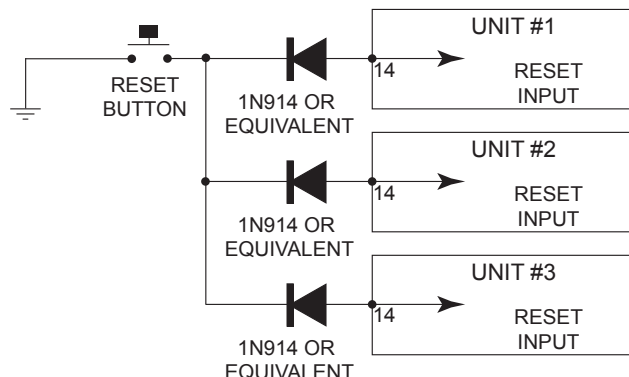 UNIT #1
14
RESET
INPUT
RESET
BUTTON
1N914 OR
EQUIVALENT
UNIT #2
14
RESET
INPUT
1N914 OR
EQUIVALENT
UNIT #3
14
RESET
INPUT
1N914 OR
EQUIVALENT